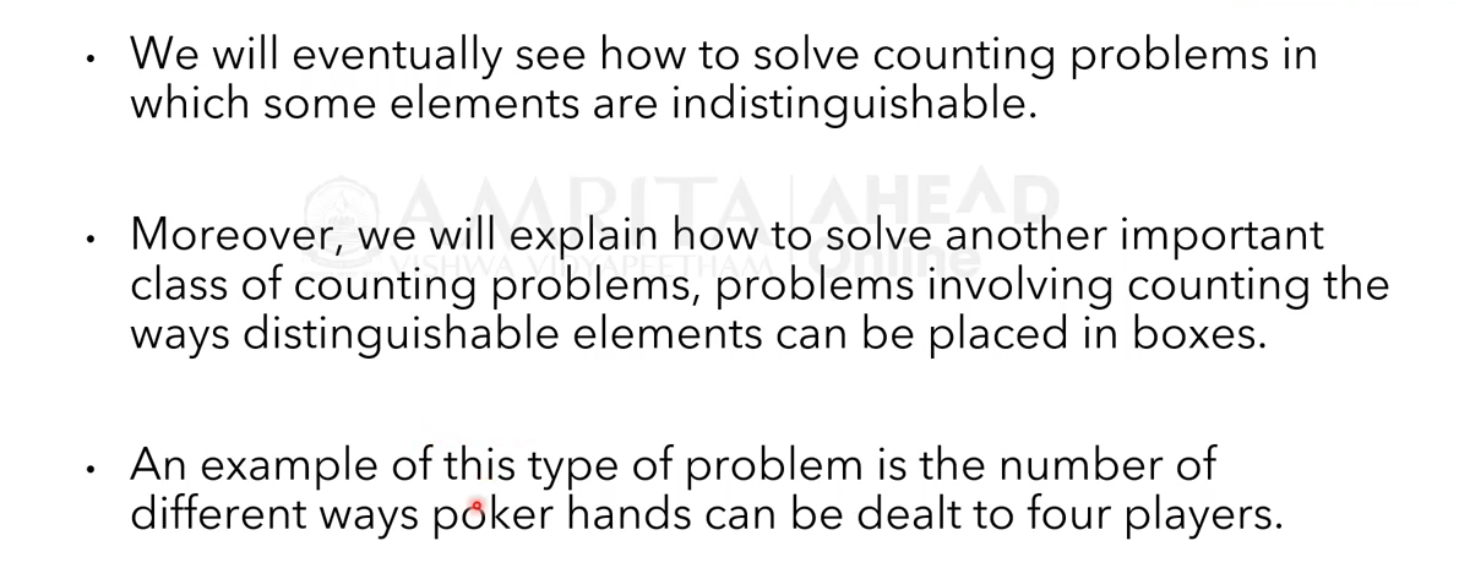 • We will eventually see how to solve counting problems in
which some elements are indistinguishable.
AMRITA AHEAD
• Moreover, we will explain how to solve another important
VISHWA VIDYAPEETHAM Online
class of counting problems, problems involving counting the
ways distinguishable elements can be placed in boxes.
• An example of this type of problem is the number of
different ways poker hands can be dealt to four players.